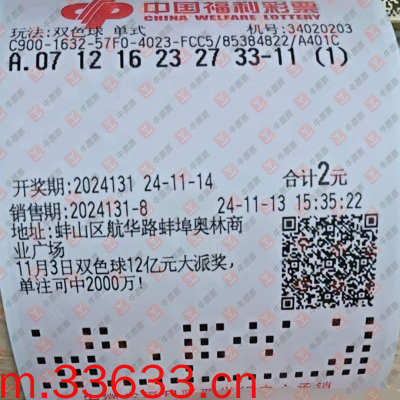 中国福利彩票
CHINA WELFARE LOTTERY
玩法:双色球 单式 机号:34020203
C900-1632-57F0-4023-FCC5/85384822/A401C
A.07 12 16 23 27 33-11 (1)
开奖期:2024131 24-11-14 合计2元
销售期:2024131-8 24-11-13 15:35:22
地址:蚌山区航华路蚌埠奥林商
业广场
11月3日双色球12亿元大派奖,
单注可中2000万!
m.33633.cn